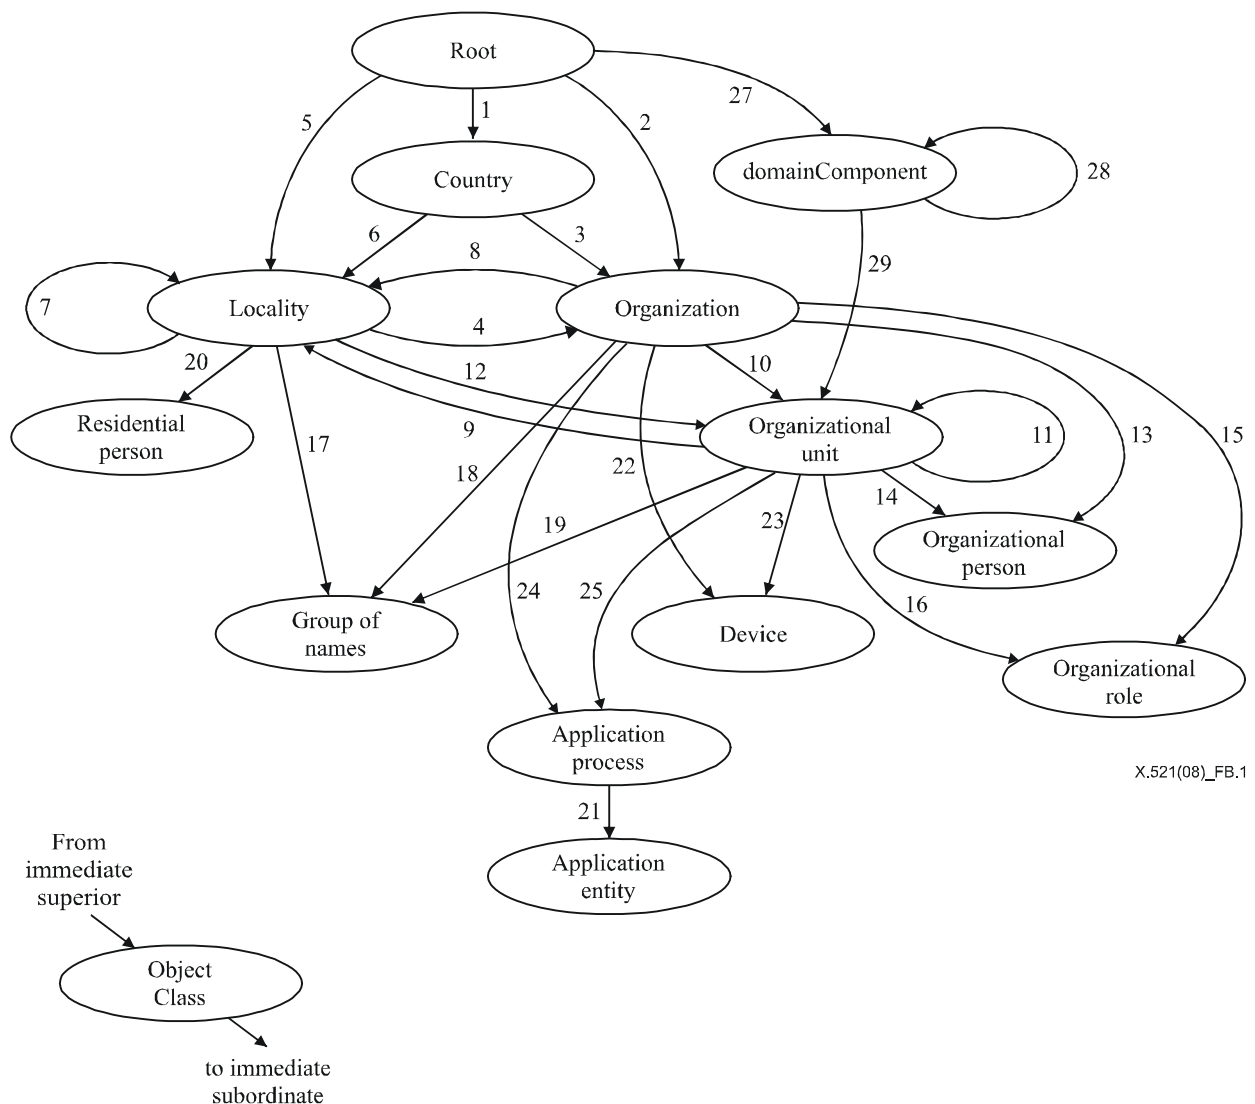 Root
27
1
5
2
domainComponent
28
Country
6
3
8
29
7
Locality
Organization
4
20
12
10
Residential
person
17
9
18
22
Organizational
unit
11
13
15
14
19
23
Organizational
person
24
25
16
Group of
names
Device
Organizational
role
Application
process
X.521(08)_FB.1
21
From
immediate
superior
Application
entity
Object
Class
to immediate
subordinate